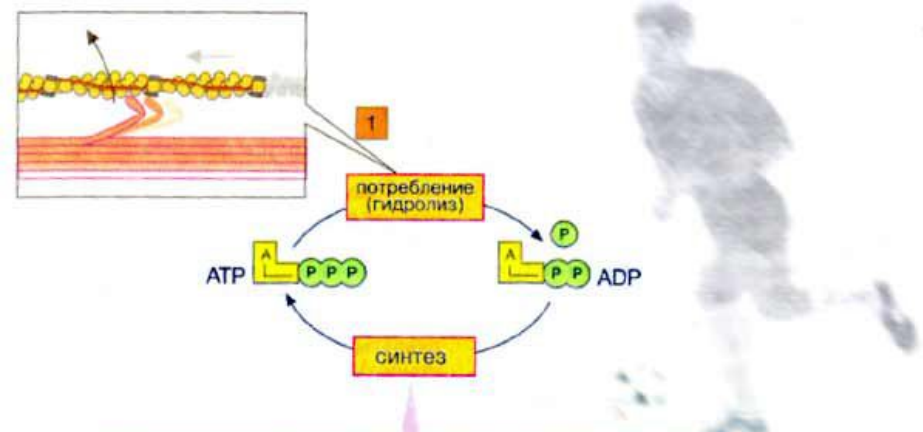 1
потребление
(гидролиз)
P
ATP A P P P
A P P ADP
синтез